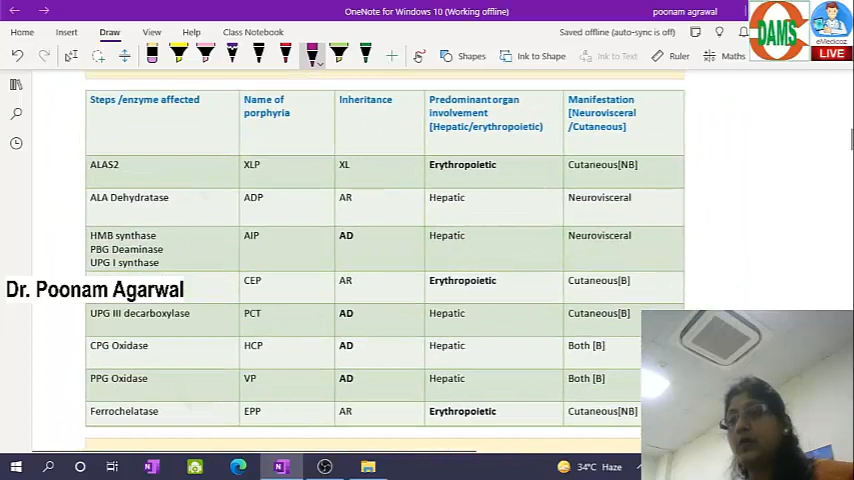 OneNote for Windows 10 (Working offline)
poonam agrawal
Home
Insert
Draw
View
Help
Class Notebook
Saved offline (auto-sync is off)
Shapes
Ink to Shape
Ink to Text
Ruler
Maths
DAMS
eMedicoz
LIVE
Steps /enzyme affected
Name of
porphyria
Inheritance
Predominant organ
involvement
[Hepatic/erythropoietic)
Manifestation
[Neurovisceral
/Cutaneous]
ALAS2
XLP
XL
Erythropoietic
Cutaneous[NB]
ALA Dehydratase
ADP
AR
Hepatic
Neurovisceral
HMB synthase
PBG Deaminase
UPG I synthase
AIP
AD
Hepatic
Neurovisceral
Dr. Poonam Agarwal
CEP
AR
Erythropoietic
Cutaneous[B]
UPG III decarboxylase
PCT
AD
Hepatic
Cutaneous[B]
CPG Oxidase
HCP
AD
Hepatic
Both [B]
PPG Oxidase
VP
AD
Hepatic
Both [B]
Ferrochelatase
EPP
AR
Erythropoietic
Cutaneous[NB]
34°C Haze